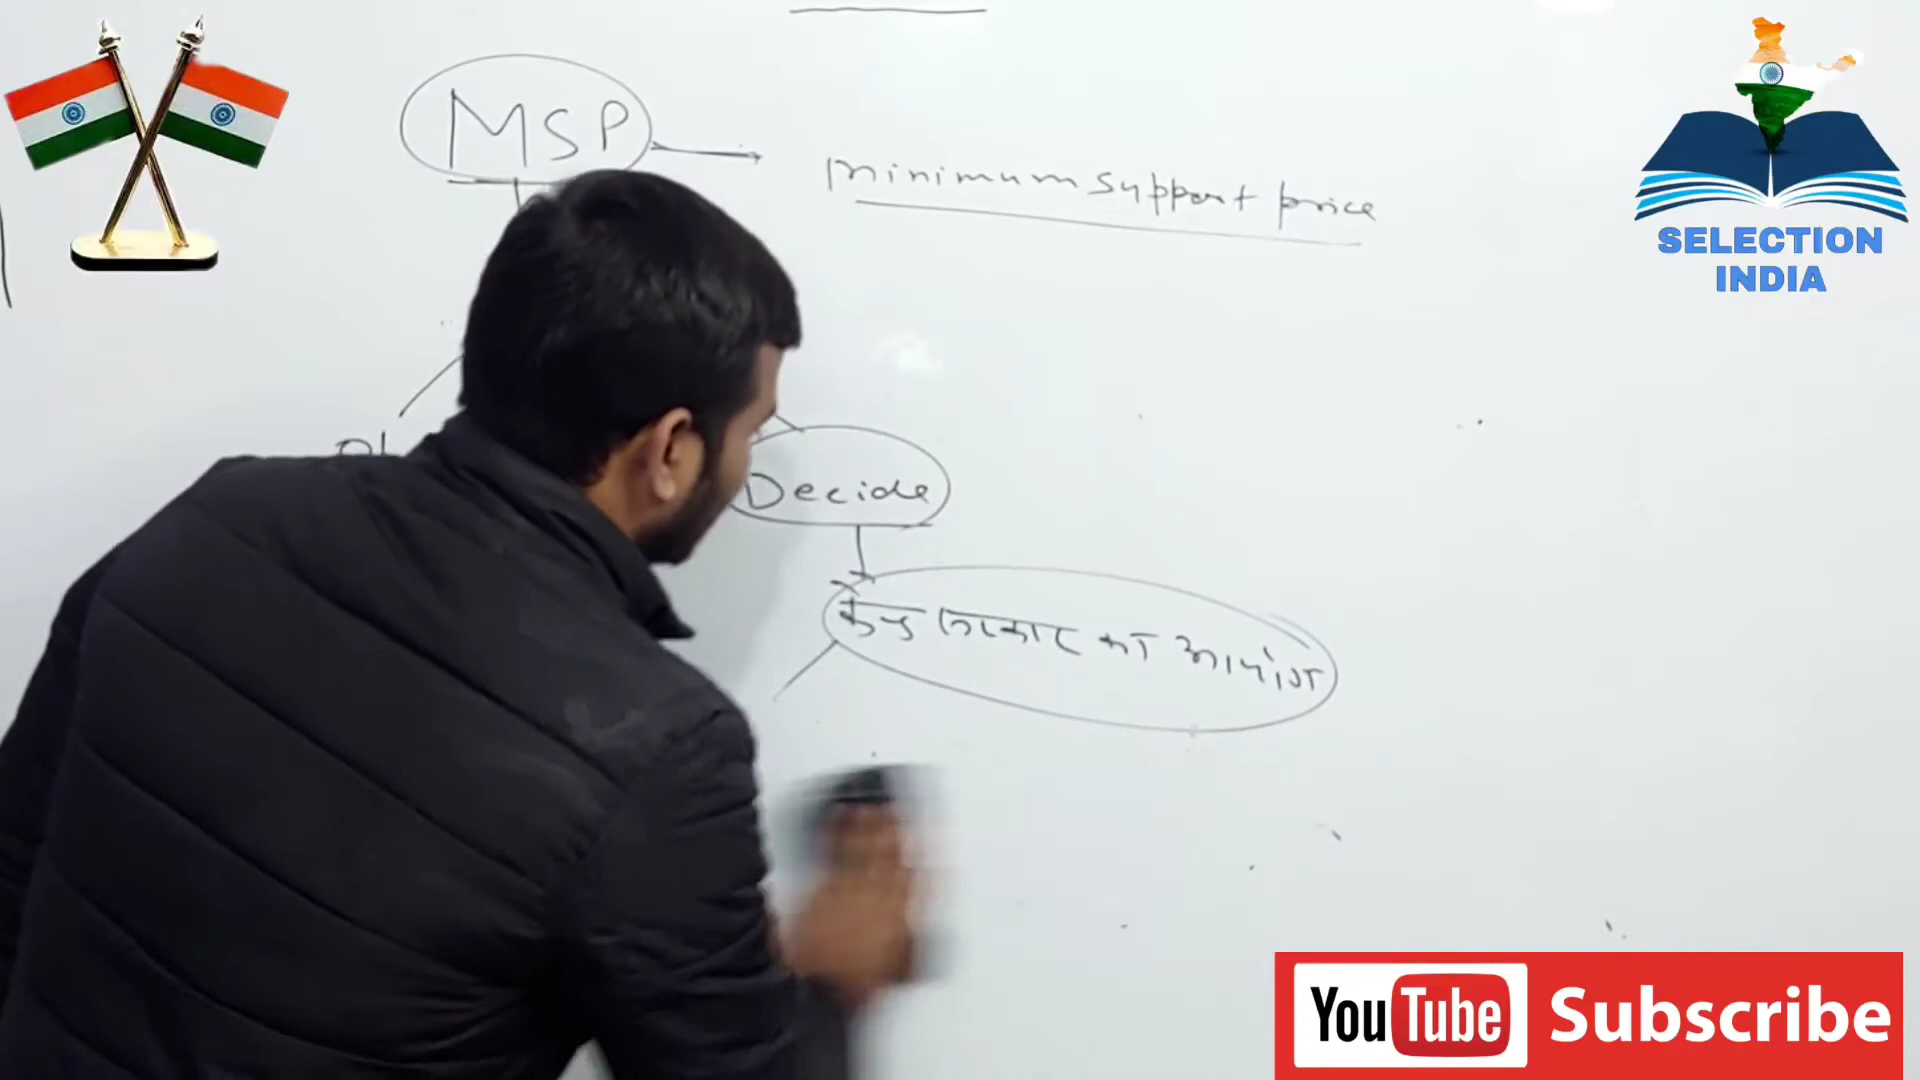 MSP
minimum support price
SELECTION
INDIA
Decide
केन्द्र सरकार का आयोग
YouTube Subscribe